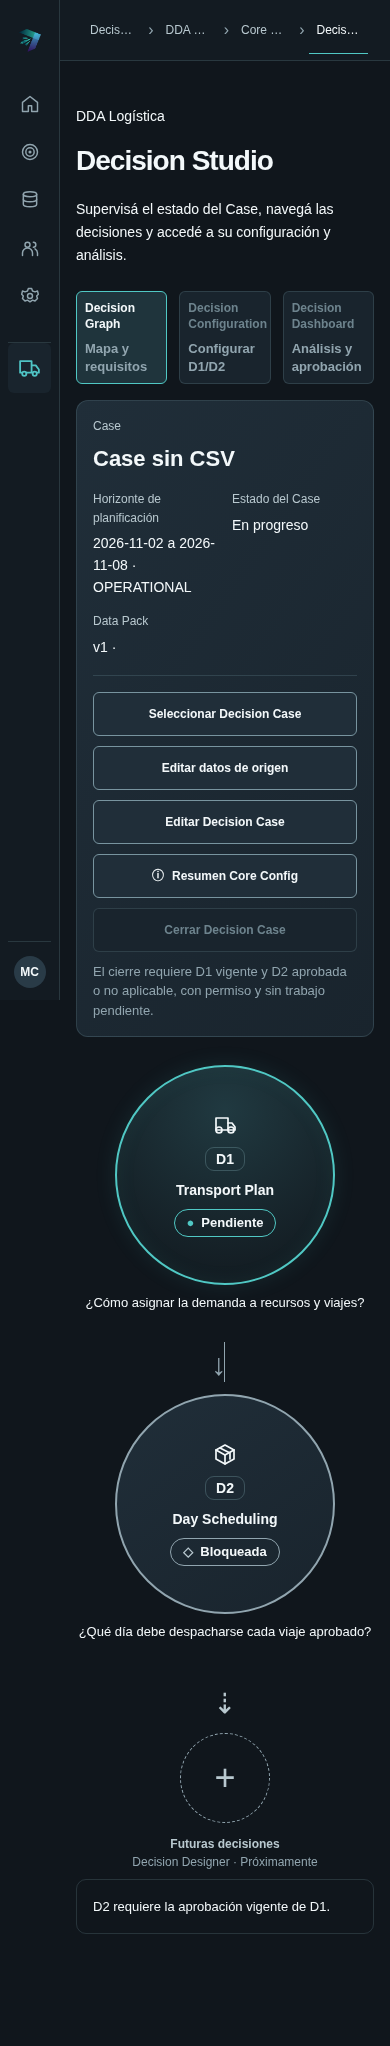 Decis… › DDA … › Core … › Decis…
DDA Logística
Decision Studio
Supervisá el estado del Case, navegá las
decisiones y accedé a su configuración y
análisis.
Decision
Graph
Mapa y
requisitos
Decision
Configuration
Configurar
D1/D2
Decision
Dashboard
Análisis y
aprobación
Case
Case sin CSV
Horizonte de
planificación
2026-11-02 a 2026-
11-08 ·
OPERATIONAL
Estado del Case
En progreso
Data Pack
v1 ·
Seleccionar Decision Case
Editar datos de origen
Editar Decision Case
Resumen Core Config
Cerrar Decision Case
El cierre requiere D1 vigente y D2 aprobada
o no aplicable, con permiso y sin trabajo
pendiente.
MC
D1
Transport Plan
Pendiente
¿Cómo asignar la demanda a recursos y viajes?
D2
Day Scheduling
Bloqueada
¿Qué día debe despacharse cada viaje aprobado?
Futuras decisiones
Decision Designer · Próximamente
D2 requiere la aprobación vigente de D1.